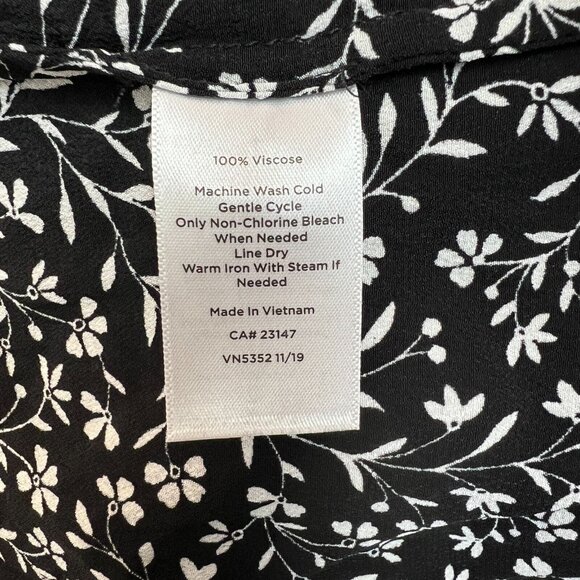 100% Viscose
Machine Wash Cold
Gentle Cycle
Only Non-Chlorine Bleach
When Needed
Line Dry
Warm Iron With Steam If
Needed
Made In Vietnam
CA# 23147
VN5352 11/19